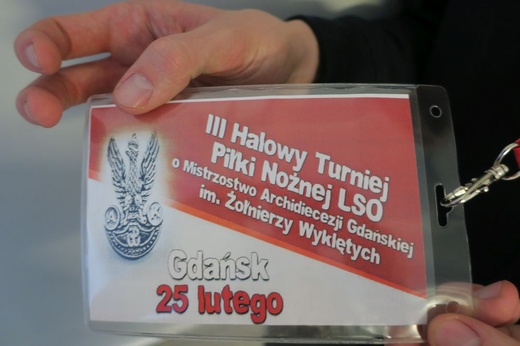 III Halowy Turniej
Piłki Nożnej LSO
o Mistrzostwo Archidiecezji Gdańskiej
im. Żołnierzy Wyklętych
Gdańsk
25 lutego